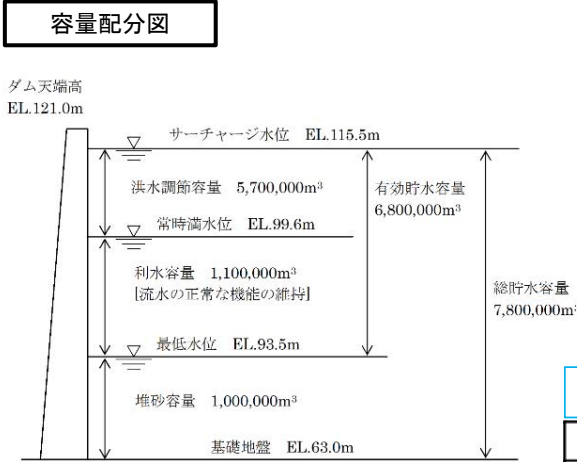 容量配分図
ダム天端高
EL.121.0m
サーチャージ水位 EL.115.5m
洪水調節容量 5,700,000m³
有効貯水容量
6,800,000m³
常時満水位 EL.99.6m
利水容量 1,100,000m³
[流水の正常な機能の維持]
総貯水容量
7,800,000m³
最低水位 EL.93.5m
堆砂容量 1,000,000m³
基礎地盤 EL.63.0m